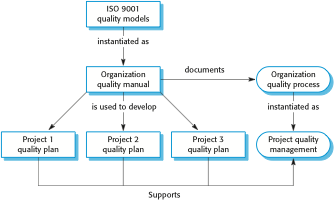 ISO 9001
quality models
instantiated as
Organization
quality manual
documents
Organization
quality process
is used to develop
instantiated as
Project 1
quality plan
Project 2
quality plan
Project 3
quality plan
Project quality
management
Supports